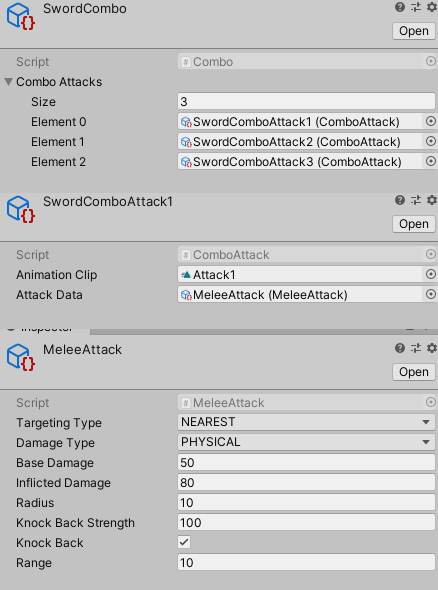 SwordCombo
Open
Script Combo
Combo Attacks
Size 3
Element 0 SwordComboAttack1 (ComboAttack)
Element 1 SwordComboAttack2 (ComboAttack)
Element 2 SwordComboAttack3 (ComboAttack)
SwordComboAttack1
Open
Script ComboAttack
Animation Clip Attack1
Attack Data MeleeAttack (MeleeAttack)
Inspector
MeleeAttack
Open
Script MeleeAttack
Targeting Type NEAREST
Damage Type PHYSICAL
Base Damage 50
Inflicted Damage 80
Radius 10
Knock Back Strength 100
Knock Back
Range 10